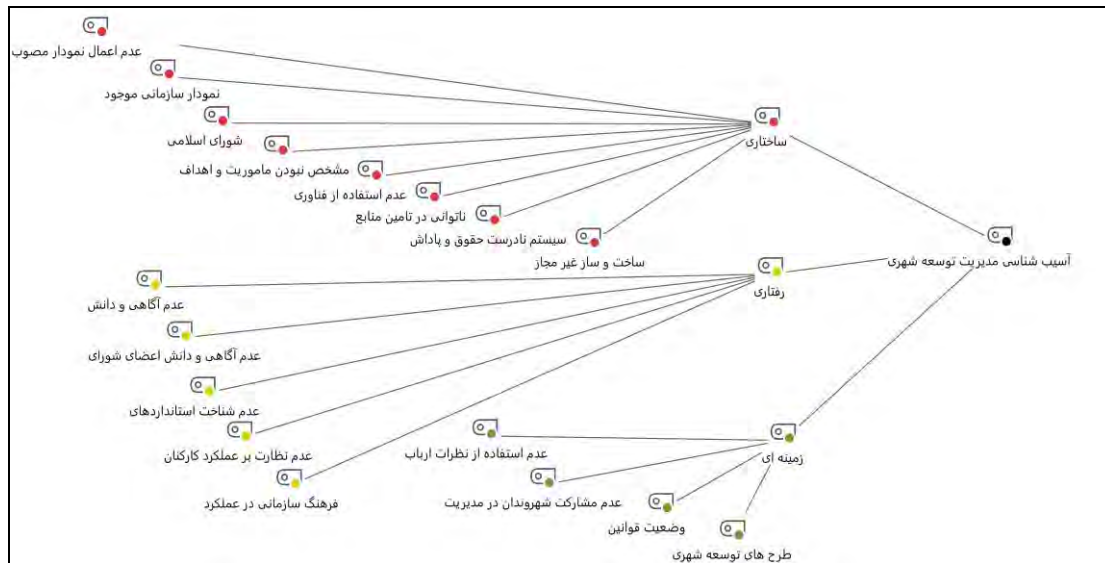 عدم اعمال نمودار مصوب
نمودار سازمانی موجود
شورای اسلامی
مشخص نبودن ماموریت و اهداف
عدم استفاده از فناوری
ناتوانی در تامین منابع
سیستم نادرست حقوق و پاداش
ساخت و ساز غیر مجاز
ساختاری
آسیب شناسی مدیریت توسعه شهری
رفتاری
عدم آگاهی و دانش
عدم آگاهی و دانش اعضای شورای
عدم شناخت استانداردهای
عدم نظارت بر عملکرد کارکنان
فرهنگ سازمانی در عملکرد
زمینه ای
عدم استفاده از نظرات ارباب
عدم مشارکت شهروندان در مدیریت
وضعیت قوانین
طرح های توسعه شهری